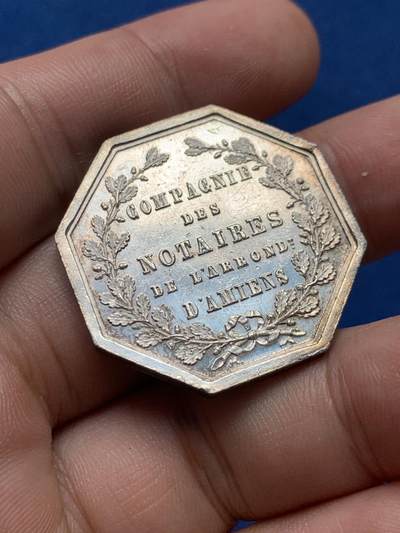 COMPAGNIE
DES
NOTAIRES
DE L'ARROND.T
D'AMIENS